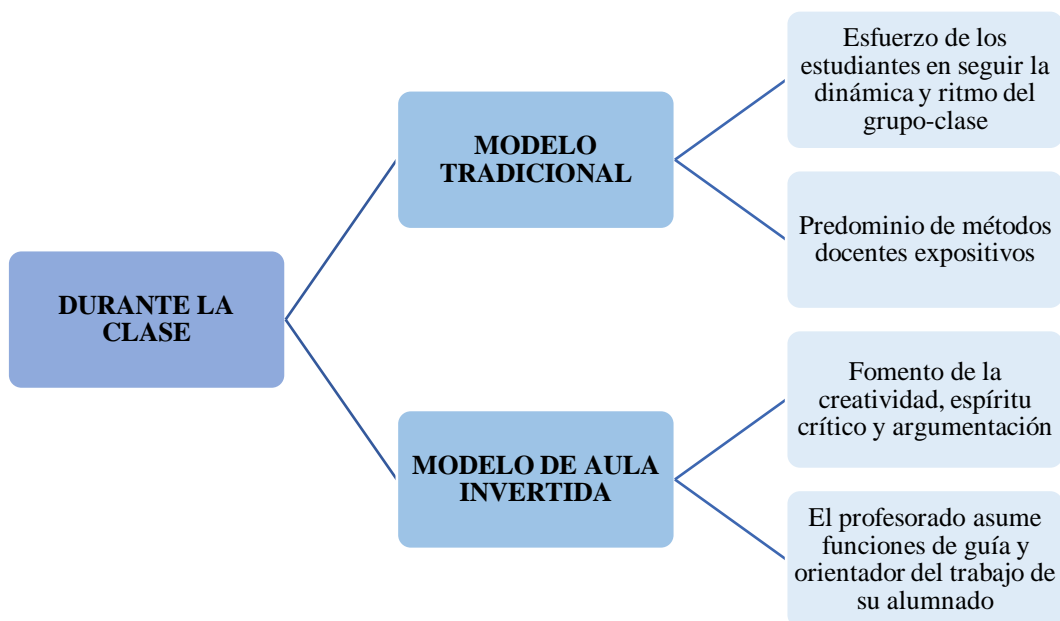 DURANTE LA
CLASE
MODELO
TRADICIONAL
Esfuerzo de los
estudiantes en seguir la
dinámica y ritmo del
grupo-clase
Predominio de métodos
docentes expositivos
MODELO DE AULA
INVERTIDA
Fomento de la
creatividad, espíritu
crítico y argumentación
El profesorado asume
funciones de guía y
orientador del trabajo de
su alumnado